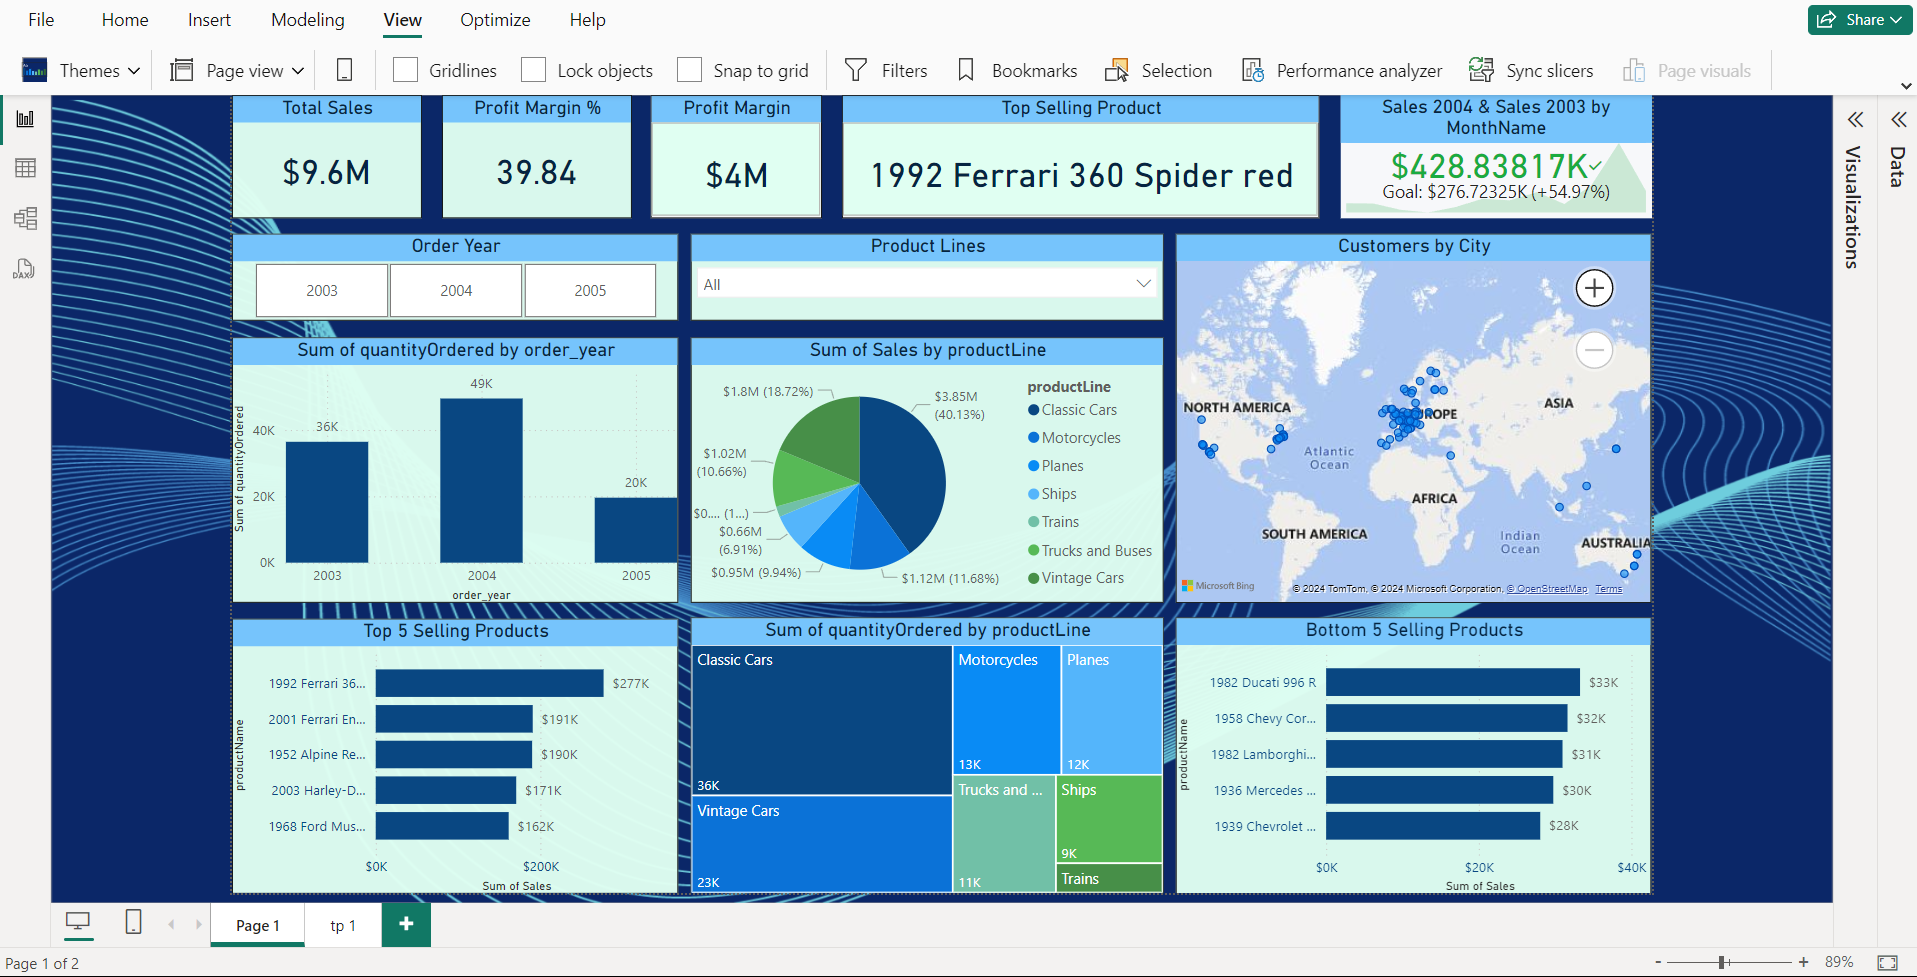 File Home Insert Modeling View Optimize Help Share
Themes Page view Gridlines Lock objects Snap to grid Filters Bookmarks Selection Performance analyzer Sync slicers Page visuals
Total Sales
$9.6M
Profit Margin %
39.84
Profit Margin
$4M
Top Selling Product
1992 Ferrari 360 Spider red
Sales 2004 & Sales 2003 by
MonthName
$428.83817K
Goal: $276.72325K (+54.97%)
Visualizations
Data
DAX
Order Year
2003 2004 2005
Product Lines
All
Customers by City
NORTH AMERICA
EUROPE
ASIA
Atlantic
Ocean
AFRICA
SOUTH AMERICA
Indian
Ocean
AUSTRALIA
Microsoft Bing
© 2024 TomTom, © 2024 Microsoft Corporation, © OpenStreetMap Terms
Sum of quantityOrdered by order_year
Sum of quantityOrdered
40K
20K
0K
36K
49K
20K
2003 2004 2005
order_year
Sum of Sales by productLine
$1.8M (18.72%)
$3.85M
(40.13%)
$1.02M
(10.66%)
$0.... (1...)
$0.66M
(6.91%)
$0.95M (9.94%)
$1.12M (11.68%)
productLine
Classic Cars
Motorcycles
Planes
Ships
Trains
Trucks and Buses
Vintage Cars
Top 5 Selling Products
productName
1992 Ferrari 36... $277K
2001 Ferrari En... $191K
1952 Alpine Re... $190K
2003 Harley-D... $171K
1968 Ford Mus... $162K
$0K $200K
Sum of Sales
Sum of quantityOrdered by productLine
Classic Cars
36K
Vintage Cars
23K
Motorcycles
13K
Planes
12K
Trucks and ...
11K
Ships
9K
Trains
Bottom 5 Selling Products
productName
1982 Ducati 996 R $33K
1958 Chevy Cor... $32K
1982 Lamborghi... $31K
1936 Mercedes ... $30K
1939 Chevrolet ... $28K
$0K $20K $40K
Sum of Sales
Page 1 tp 1 +
Page 1 of 2
- + 89%